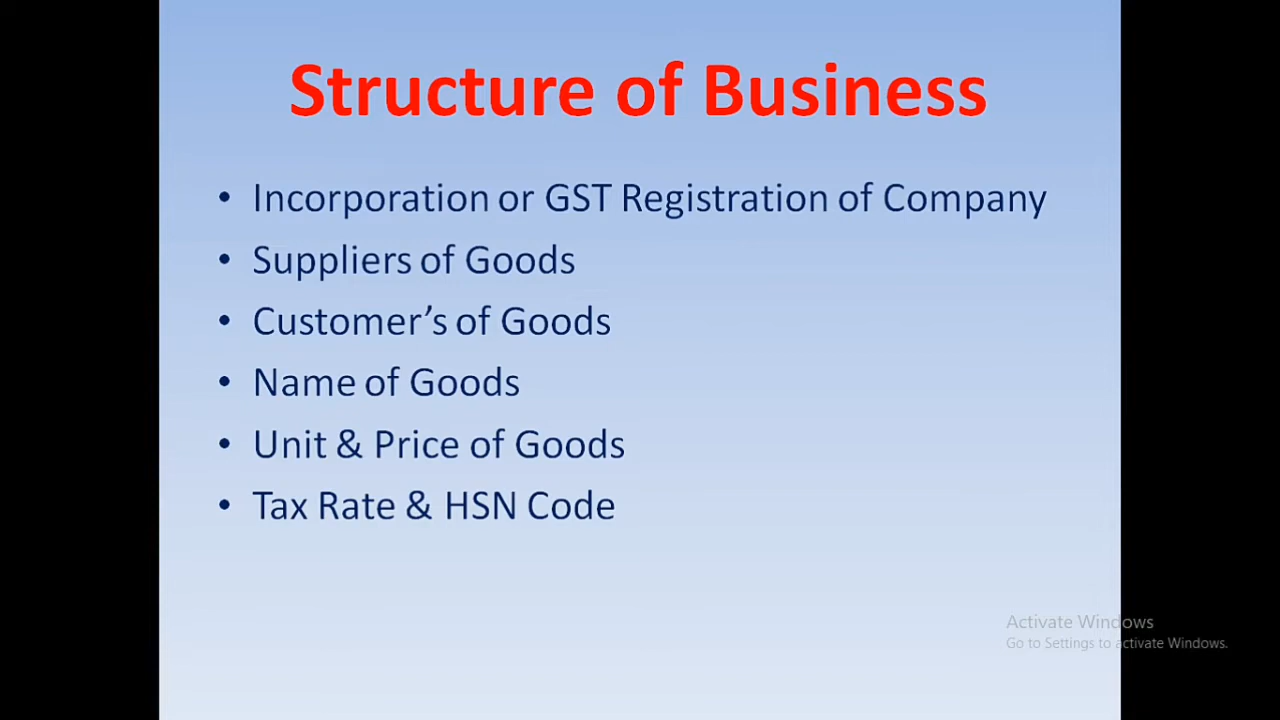 Structure of Business
• Incorporation or GST Registration of Company
• Suppliers of Goods
• Customer’s of Goods
• Name of Goods
• Unit & Price of Goods
• Tax Rate & HSN Code
Activate Windows
Go to Settings to activate Windows.